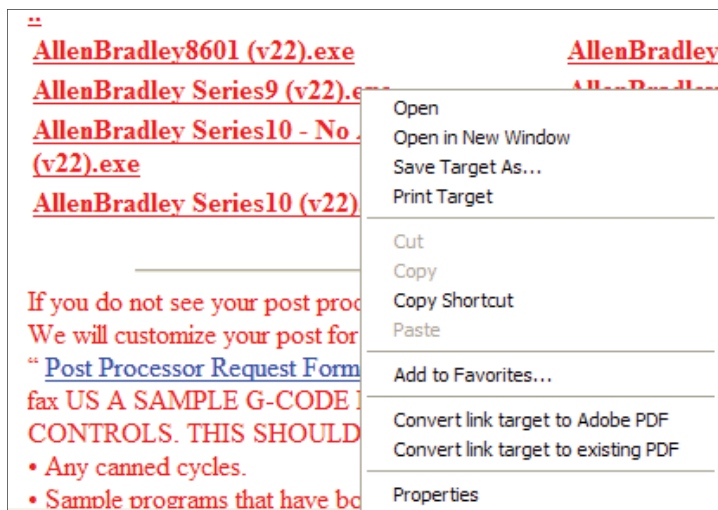 ..
AllenBradley8601 (v22).exe
AllenBradley
AllenBradley Series9 (v22).exe
AllenBradley
AllenBradley Series10 - No
(v22).exe
AllenBradley Series10 (v22)
If you do not see your post proc
We will customize your post for
“ Post Processor Request Form
fax US A SAMPLE G-CODE
CONTROLS. THIS SHOULD
• Any canned cycles.
• Sample programs that have bo
Open
Open in New Window
Save Target As...
Print Target
Cut
Copy
Copy Shortcut
Paste
Add to Favorites...
Convert link target to Adobe PDF
Convert link target to existing PDF
Properties